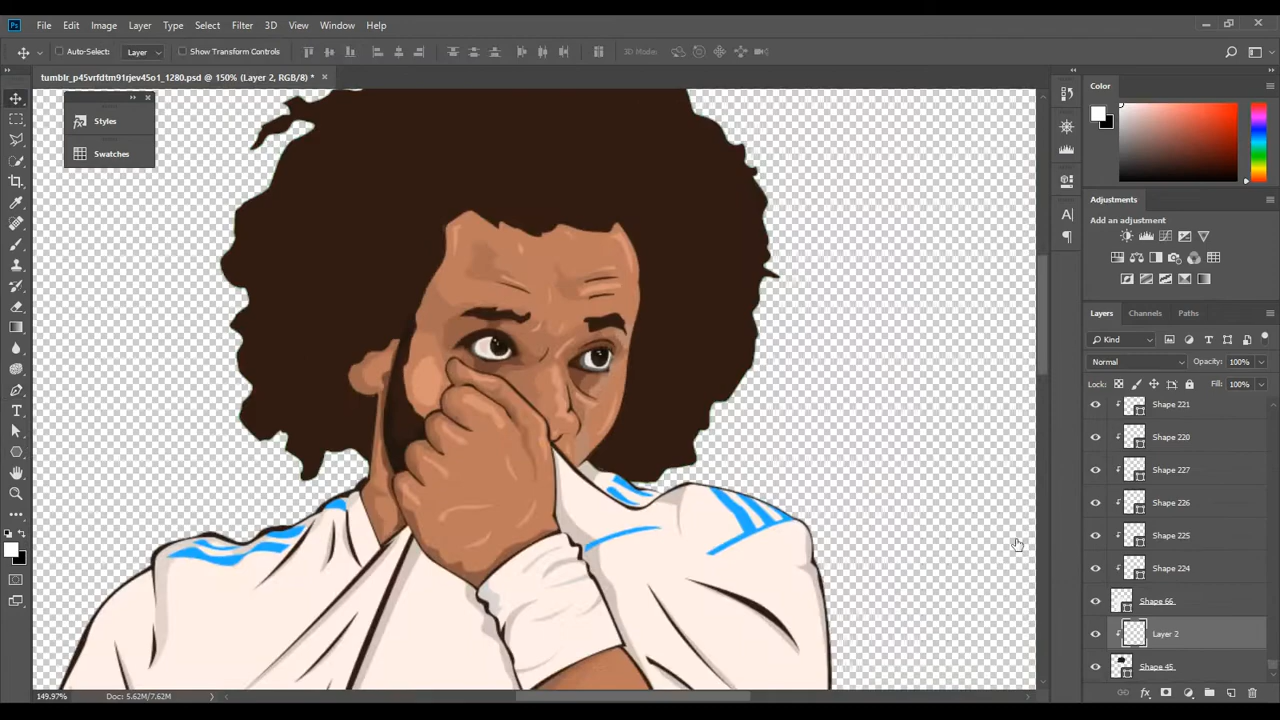 Ps File Edit Image Layer Type Select Filter 3D View Window Help
Auto-Select: Layer Show Transform Controls 3D Mode:
tumblr_p45vrfdtm91rjev45o1_1280.psd @ 150% (Layer 2, RGB/8) *
Styles
Swatches
Color
Adjustments
Add an adjustment
Layers Channels Paths
Kind
Normal Opacity: 100%
Lock: Fill: 100%
Shape 221
Shape 220
Shape 227
Shape 226
Shape 225
Shape 224
Shape 66
Layer 2
Shape 45
149.97% Doc: 5.62M/7.62M